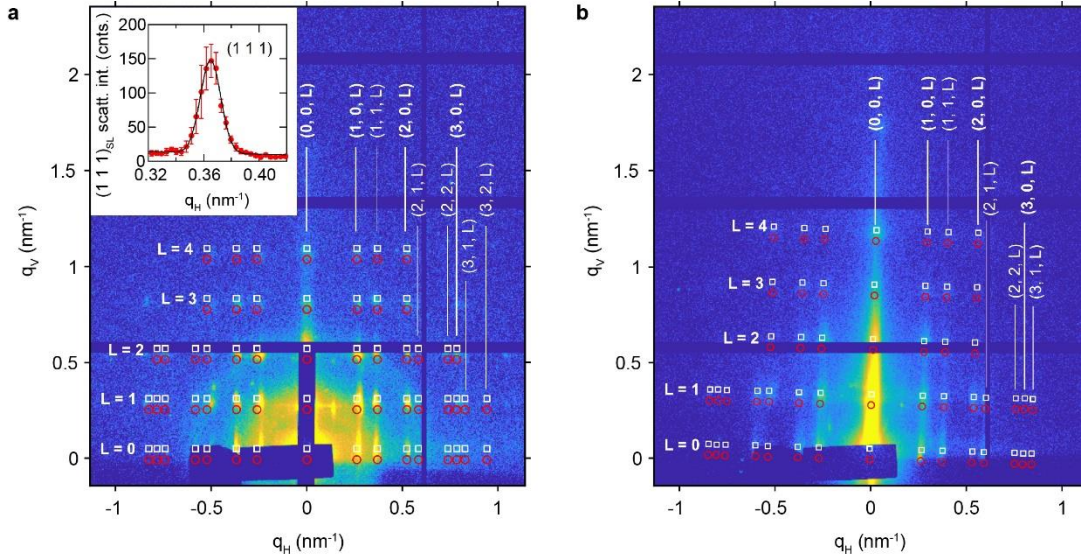 a
b
200
150
100
50
0
0.32
0.36
0.40
(1 1 1)SL scatt. int. (cnts.)
qH (nm-1)
(1 1 1)
(0, 0, L)
(1, 0, L)
(1, 1, L)
(2, 0, L)
(2, 1, L)
(2, 2, L)
(3, 0, L)
(3, 1, L)
(3, 2, L)
L = 4
L = 3
L = 2
L = 1
L = 0
2
1.5
1
0.5
0
qV (nm-1)
-1
-0.5
0
0.5
1
qH (nm-1)
(0, 0, L)
(1, 0, L)
(1, 1, L)
(2, 0, L)
(2, 1, L)
(2, 2, L)
(3, 0, L)
(3, 1, L)
L = 4
L = 3
L = 2
L = 1
L = 0
2
1.5
1
0.5
0
qV (nm-1)
-1
-0.5
0
0.5
1
qH (nm-1)